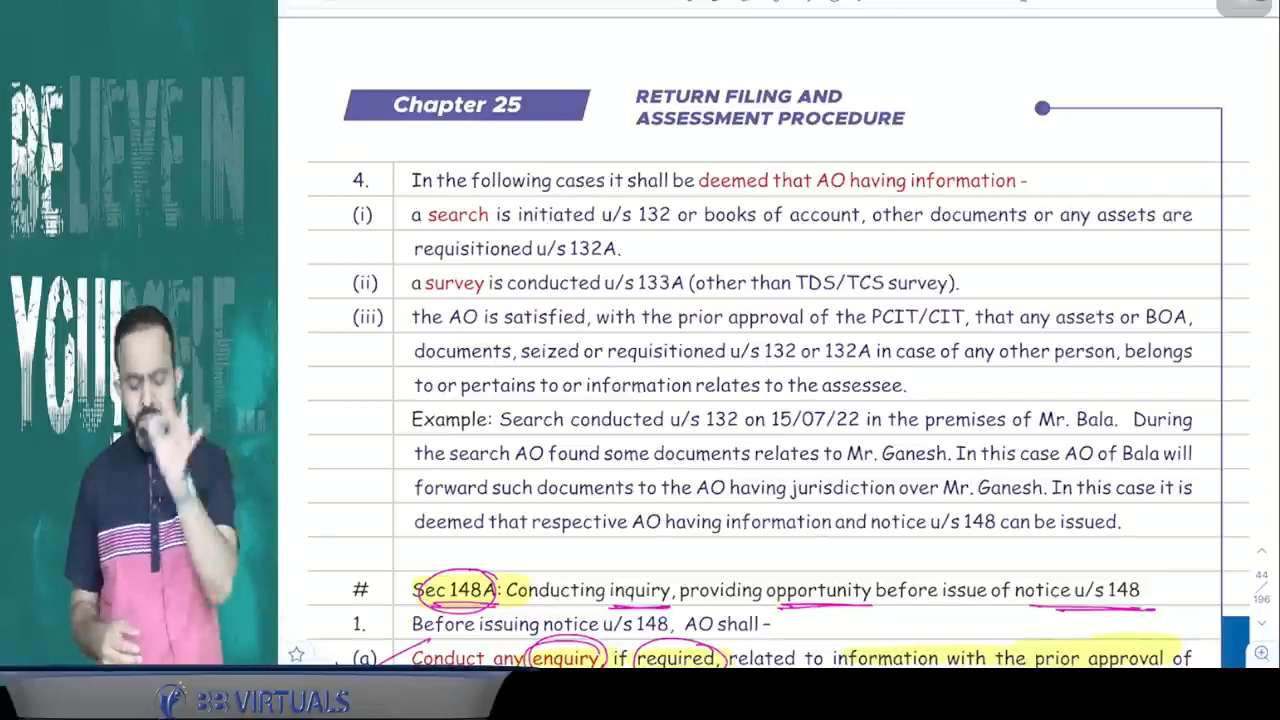 BELIEVE IN
YOURSELF...
Chapter 25
RETURN FILING AND
ASSESSMENT PROCEDURE
4. In the following cases it shall be deemed that AO having information -
(i) a search is initiated u/s 132 or books of account, other documents or any assets are
requisitioned u/s 132A.
(ii) a survey is conducted u/s 133A (other than TDS/TCS survey).
(iii) the AO is satisfied, with the prior approval of the PCIT/CIT, that any assets or BOA,
documents, seized or requisitioned u/s 132 or 132A in case of any other person, belongs
to or pertains to or information relates to the assessee.
Example: Search conducted u/s 132 on 15/07/22 in the premises of Mr. Bala. During
the search AO found some documents relates to Mr. Ganesh. In this case AO of Bala will
forward such documents to the AO having jurisdiction over Mr. Ganesh. In this case it is
deemed that respective AO having information and notice u/s 148 can be issued.
# Sec 148A: Conducting inquiry, providing opportunity before issue of notice u/s 148
1. Before issuing notice u/s 148, AO shall -
(a) Conduct any enquiry, if required, related to information with the prior approval of
44
196
BB VIRTUALS